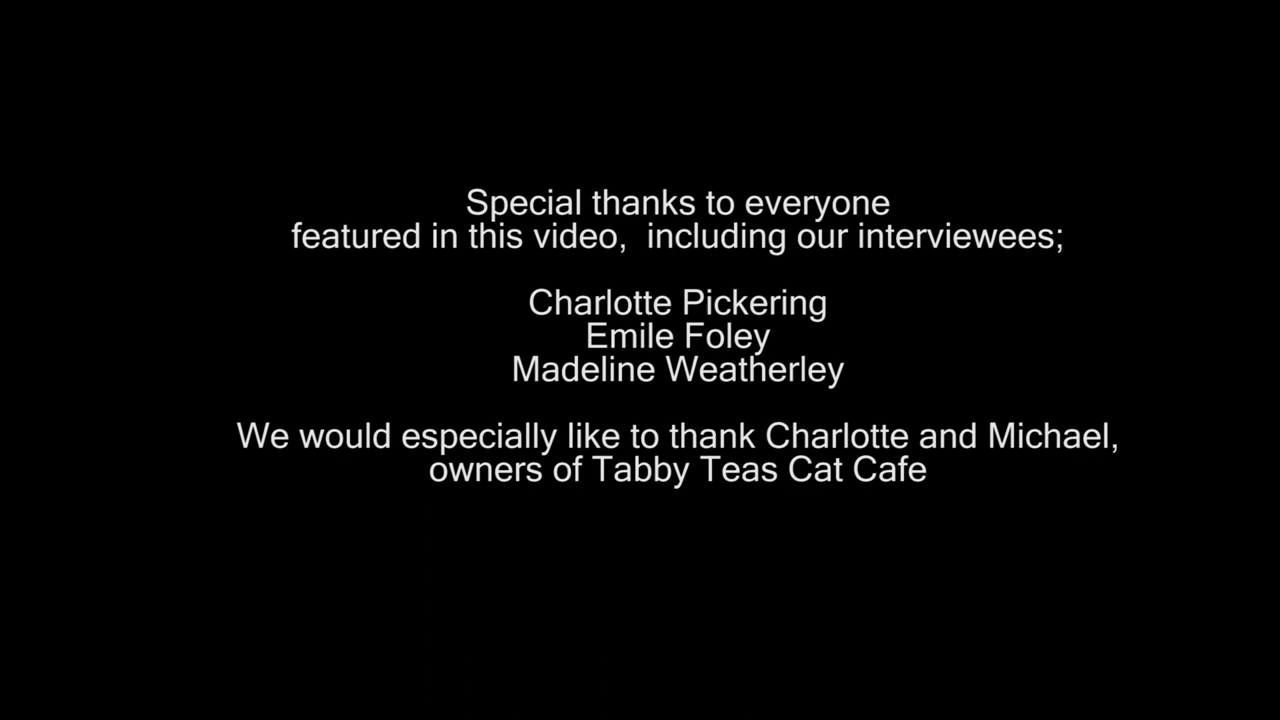 Special thanks to everyone
featured in this video,  including our interviewees;
Charlotte Pickering
Emile Foley
Madeline Weatherley
We would especially like to thank Charlotte and Michael,
owners of Tabby Teas Cat Cafe